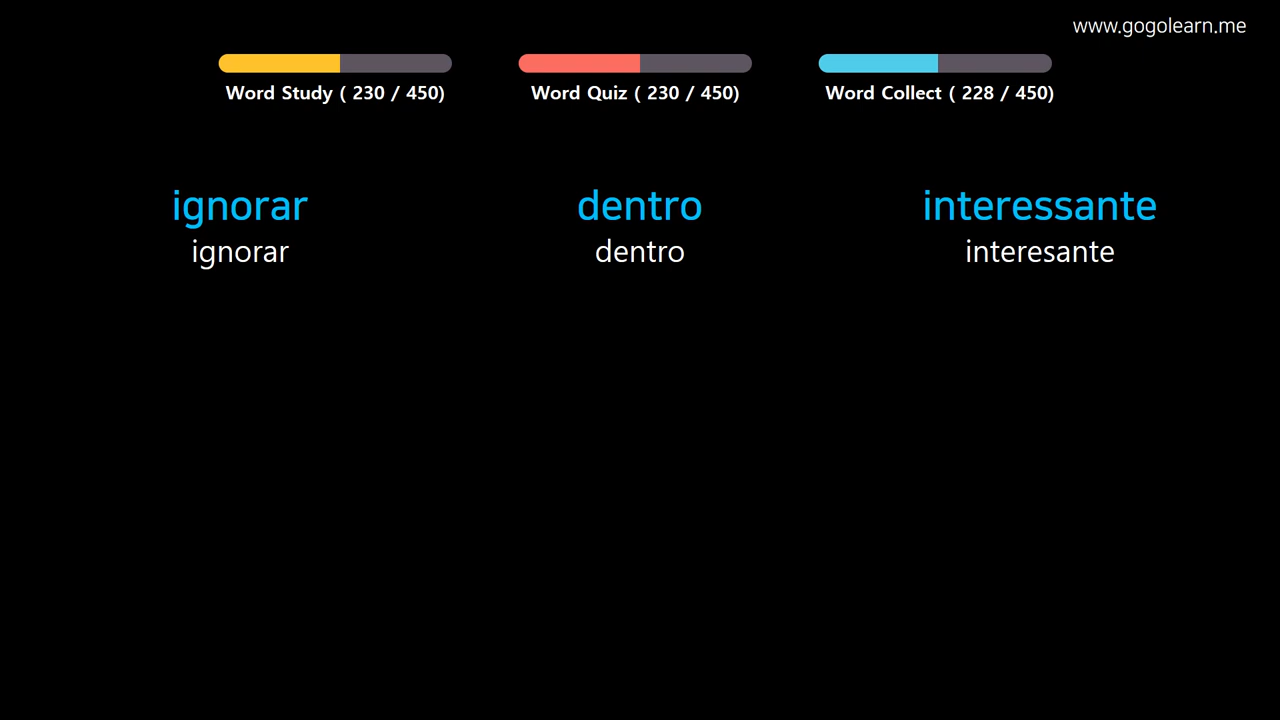 www.gogolearn.me
Word Study ( 230 / 450)
Word Quiz ( 230 / 450)
Word Collect ( 228 / 450)
ignorar
ignorar
dentro
dentro
interessante
interesante